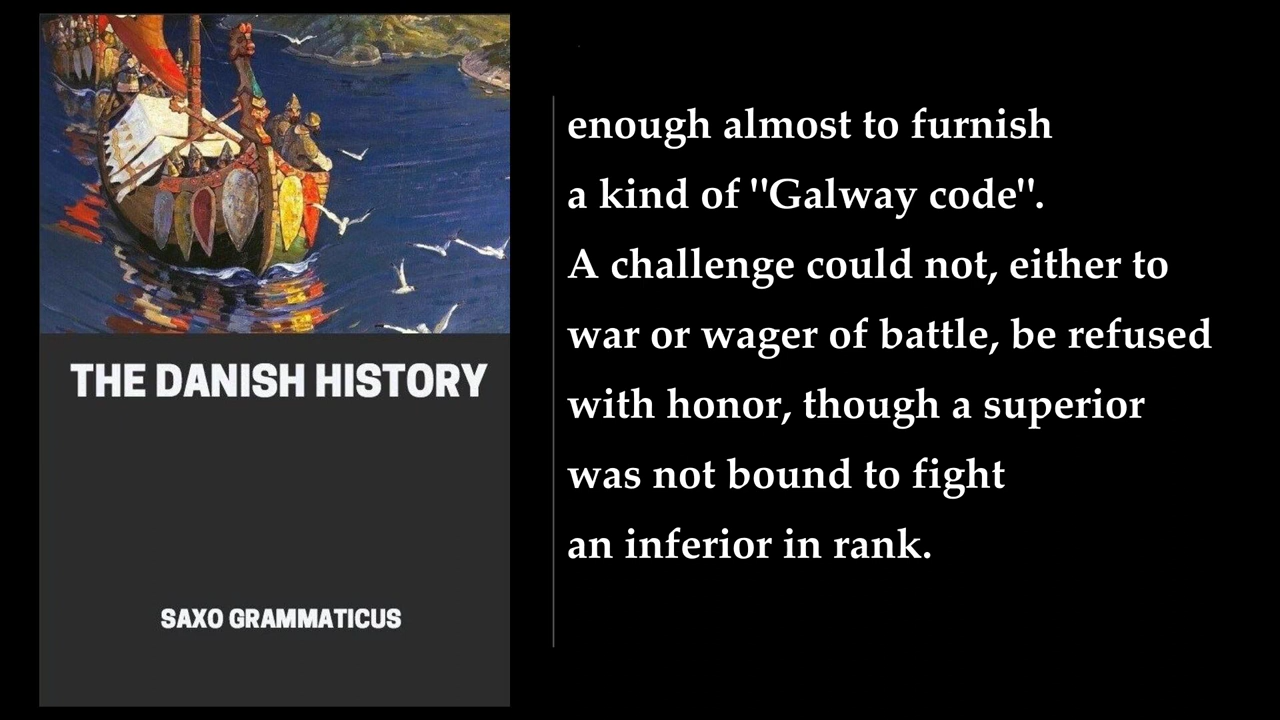 THE DANISH HISTORY
SAXO GRAMMATICUS
enough almost to furnish
a kind of "Galway code".
A challenge could not, either to
war or wager of battle, be refused
with honor, though a superior
was not bound to fight
an inferior in rank.